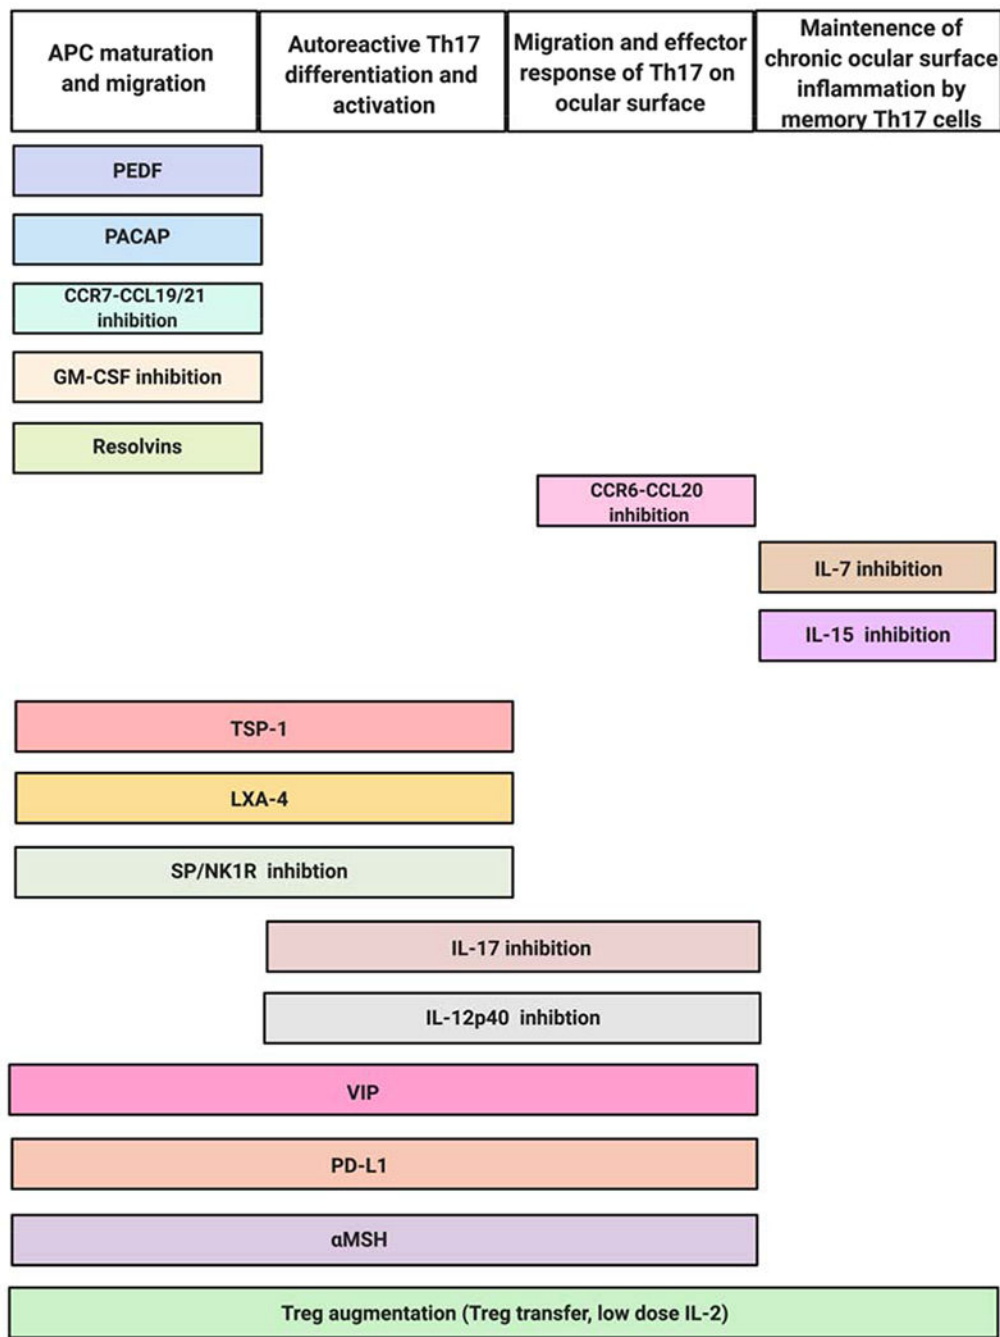 APC maturation
and migration
Autoreactive Th17
differentiation and
activation
Migration and effector
response of Th17 on
ocular surface
Maintenence of
chronic ocular surface
inflammation by
memory Th17 cells
PEDF
PACAP
CCR7-CCL19/21
inhibition
GM-CSF inhibition
Resolvins
CCR6-CCL20
inhibition
IL-7 inhibition
IL-15 inhibition
TSP-1
LXA-4
SP/NK1R inhibtion
IL-17 inhibition
IL-12p40 inhibtion
VIP
PD-L1
αMSH
Treg augmentation (Treg transfer, low dose IL-2)